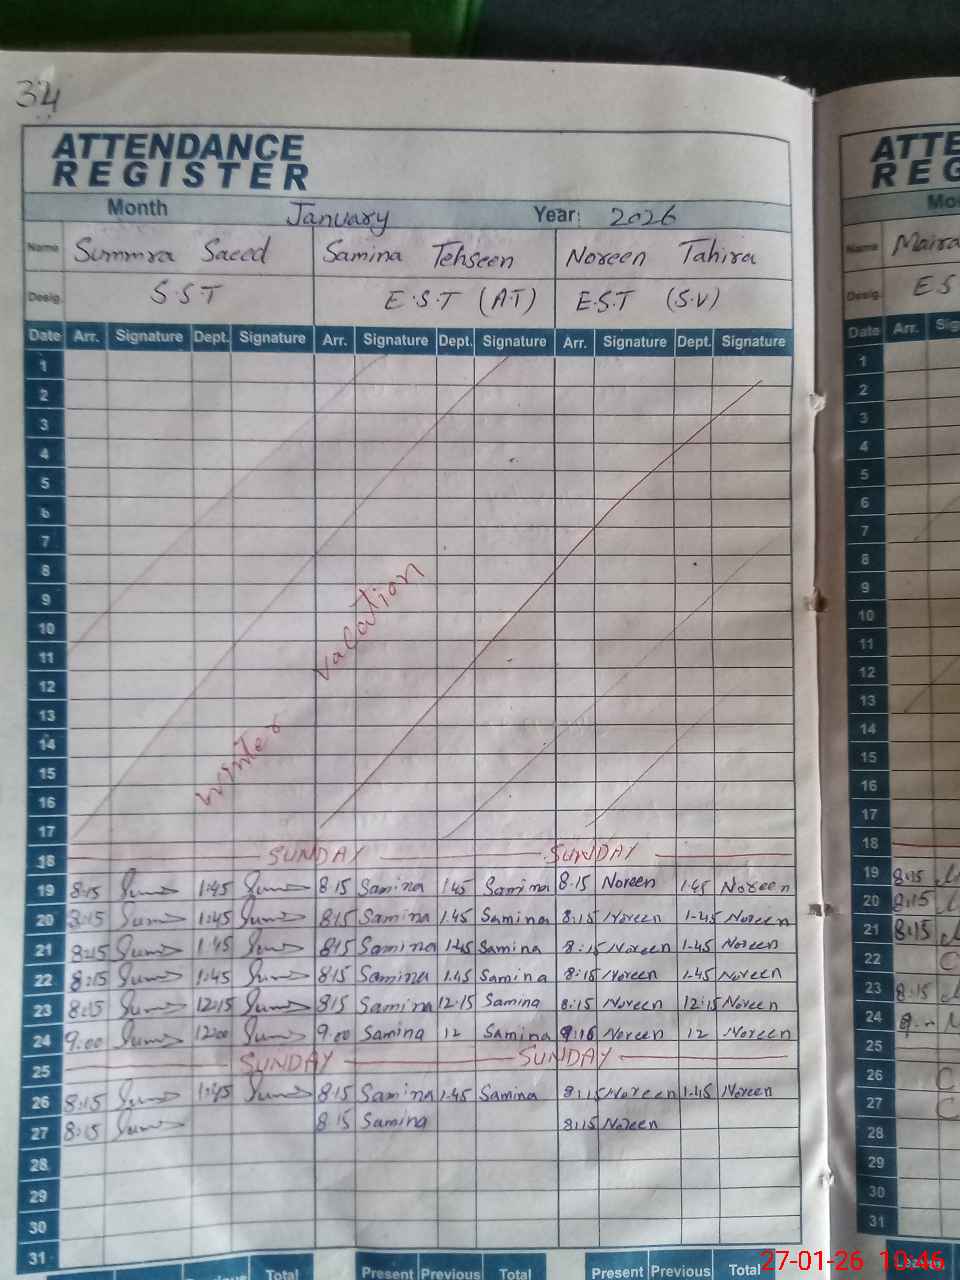 34
ATTENDANCE REGISTER
Month January Year: 2026
Name Summra Saeed Samina Tehseen Noreen Tahira
Desig. S.S.T E.S.T (A.T) E.S.T (S.V)
Date Arr. Signature Dept. Signature Arr. Signature Dept. Signature Arr. Signature Dept. Signature
1
2
3
4
5
6
7
8
9
10
11
12
13
14
15
16
17
winter vacation
18 SUNDAY SUNDAY
19 8:15 1:45 8:15 Samina 1:45 Samina 8:15 Noreen 1:45 Noreen
20 8:15 1:45 8:15 Samina 1:45 Samina 8:15 Noreen 1:45 Noreen
21 8:15 1:45 8:15 Samina 1:45 Samina 8:15 Noreen 1:45 Noreen
22 8:15 1:45 8:15 Samina 1:45 Samina 8:15 Noreen 1:45 Noreen
23 8:15 12:15 8:15 Samina 12:15 Samina 8:15 Noreen 12:15 Noreen
24 9:00 12:00 9:00 Samina 12 Samina Noreen 12 Noreen
25 SUNDAY SUNDAY
26 8:15 1:45 8:15 Samina 1:45 Samina 8:15 Noreen 1:45 Noreen
27 8:15 8:15 Samina 8:15 Noreen
28
29
30
31
Total Present Previous Total Present Previous Total
ATTE
REG
Name Maira
Desig. E.S
Date Arr.
1
2
3
4
5
6
7
8
9
10
11
12
13
14
15
16
17
18
19 8:15
20 8:15
21 8:15
22 C
23 8:15
24
25
26 C
27 C
28
29
30
31
27-01-26 10:46